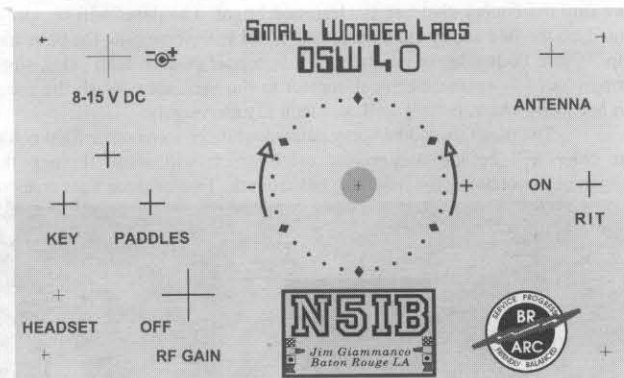 SMALL WONDER LABS
DSW 40
8-15 V DC
ANTENNA
- +
ON
RIT
KEY PADDLES
HEADSET OFF
RF GAIN
N5IB
Jim Giammanco
Baton Rouge LA
SERVICE PROGRESS
BR
ARC
FRIENDLY BALANCED